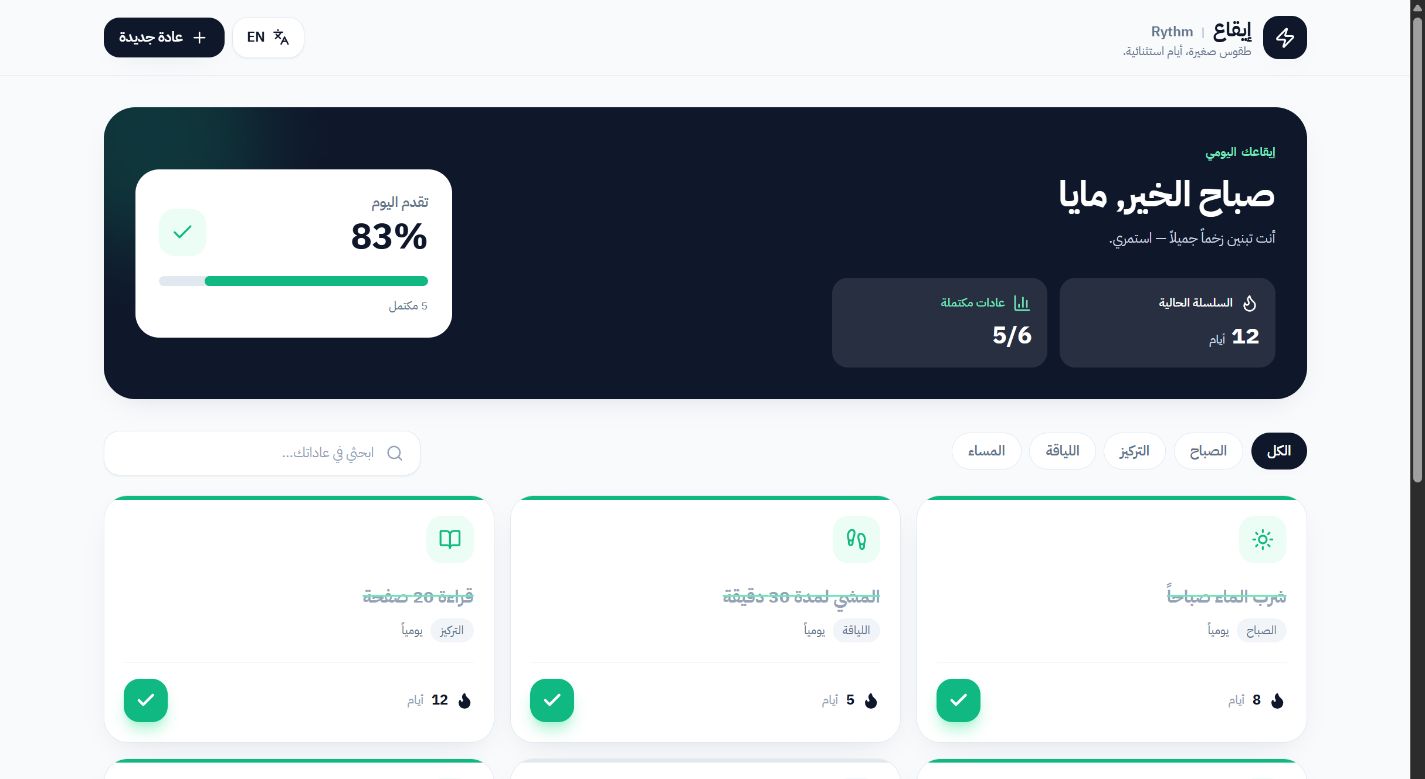 إيقاع | Rythm
طقوس صغيرة، أيام استثنائية.
EN
عادة جديدة
إيقاعك اليومي
صباح الخير, مايا
أنت تبنين زخماً جميلاً — استمري.
السلسلة الحالية
12 أيام
عادات مكتملة
5/6
تقدم اليوم
83%
5 مكتمل
الكل
الصباح
التركيز
اللياقة
المساء
ابحثي في عاداتك...
شرب الماء صباحاً
الصباح يومياً
8 أيام
المشي لمدة 30 دقيقة
اللياقة يومياً
5 أيام
قراءة 20 صفحة
التركيز يومياً
12 أيام